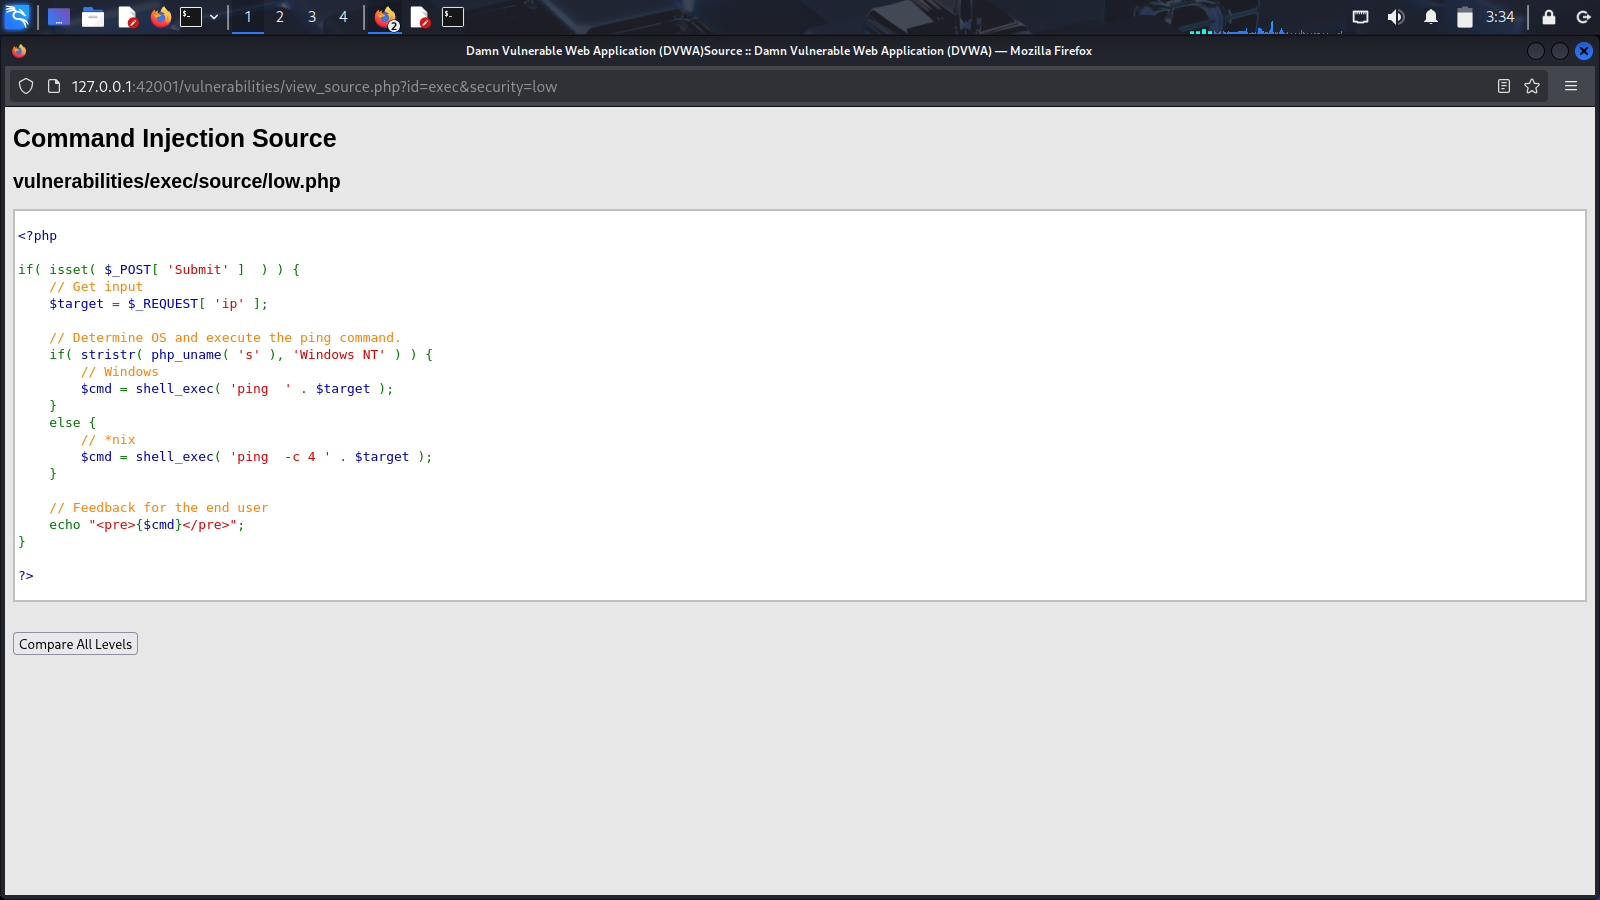 1 2 3 4 2 3:34
Damn Vulnerable Web Application (DVWA)Source :: Damn Vulnerable Web Application (DVWA) — Mozilla Firefox
127.0.0.1:42001/vulnerabilities/view_source.php?id=exec&security=low
Command Injection Source
vulnerabilities/exec/source/low.php
<?php
if( isset( $_POST[ 'Submit' ]  ) ) {
    // Get input
    $target = $_REQUEST[ 'ip' ];
    // Determine OS and execute the ping command.
    if( stristr( php_uname( 's' ), 'Windows NT' ) ) {
        // Windows
        $cmd = shell_exec( 'ping  ' . $target );
    }
    else {
        // *nix
        $cmd = shell_exec( 'ping  -c 4 ' . $target );
    }
    // Feedback for the end user
    echo "<pre>{$cmd}</pre>";
}
?>
Compare All Levels